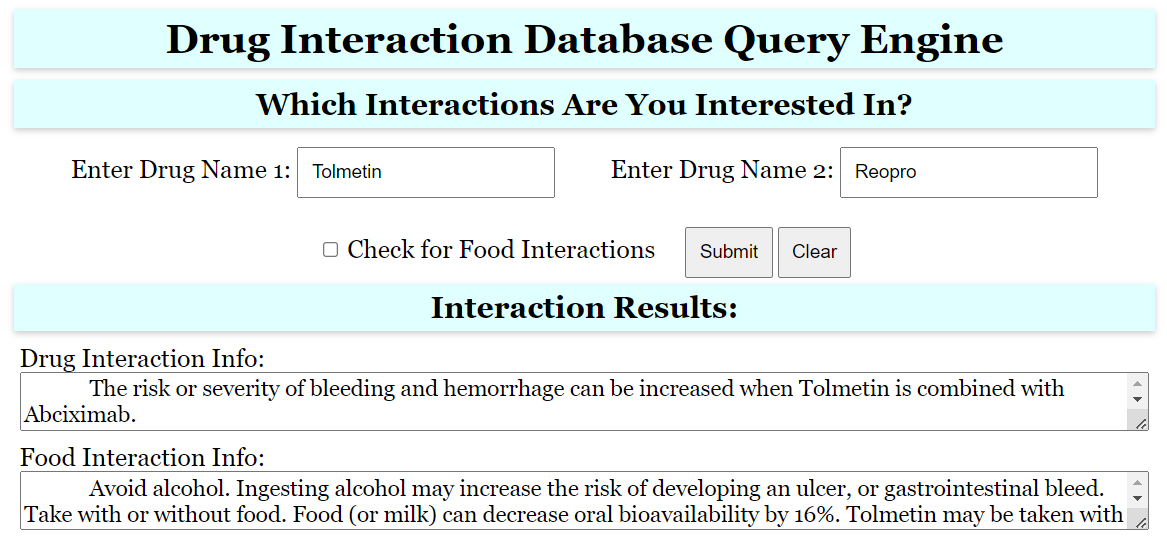 Drug Interaction Database Query Engine
Which Interactions Are You Interested In?
Enter Drug Name 1: Tolmetin Enter Drug Name 2: Reopro
Check for Food Interactions Submit Clear
Interaction Results:
Drug Interaction Info:
The risk or severity of bleeding and hemorrhage can be increased when Tolmetin is combined with
Abciximab.
Food Interaction Info:
Avoid alcohol. Ingesting alcohol may increase the risk of developing an ulcer, or gastrointestinal bleed.
Take with or without food. Food (or milk) can decrease oral bioavailability by 16%. Tolmetin may be taken with